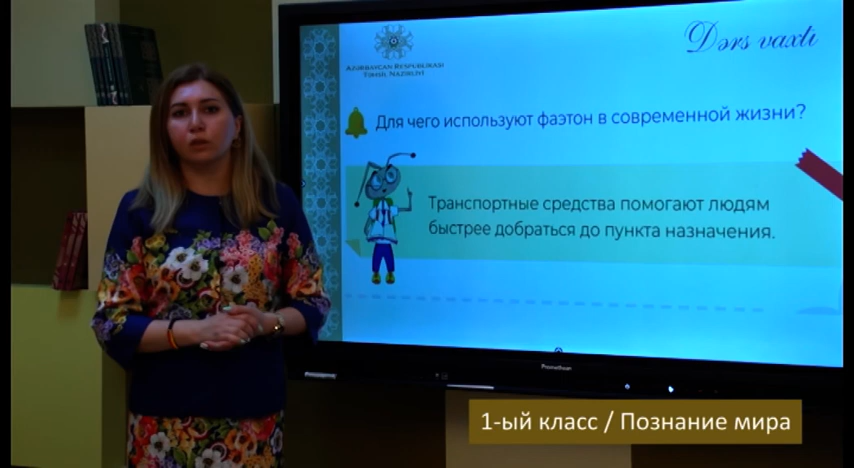 Dərs vaxtı
AZƏRBAYCAN RESPUBLİKASI
TƏHSİL NAZİRLİYİ
Для чего используют фаэтон в современной жизни?
Транспортные средства помогают людям
быстрее добраться до пункта назначения.
Promethean
1-ый класс / Познание мира